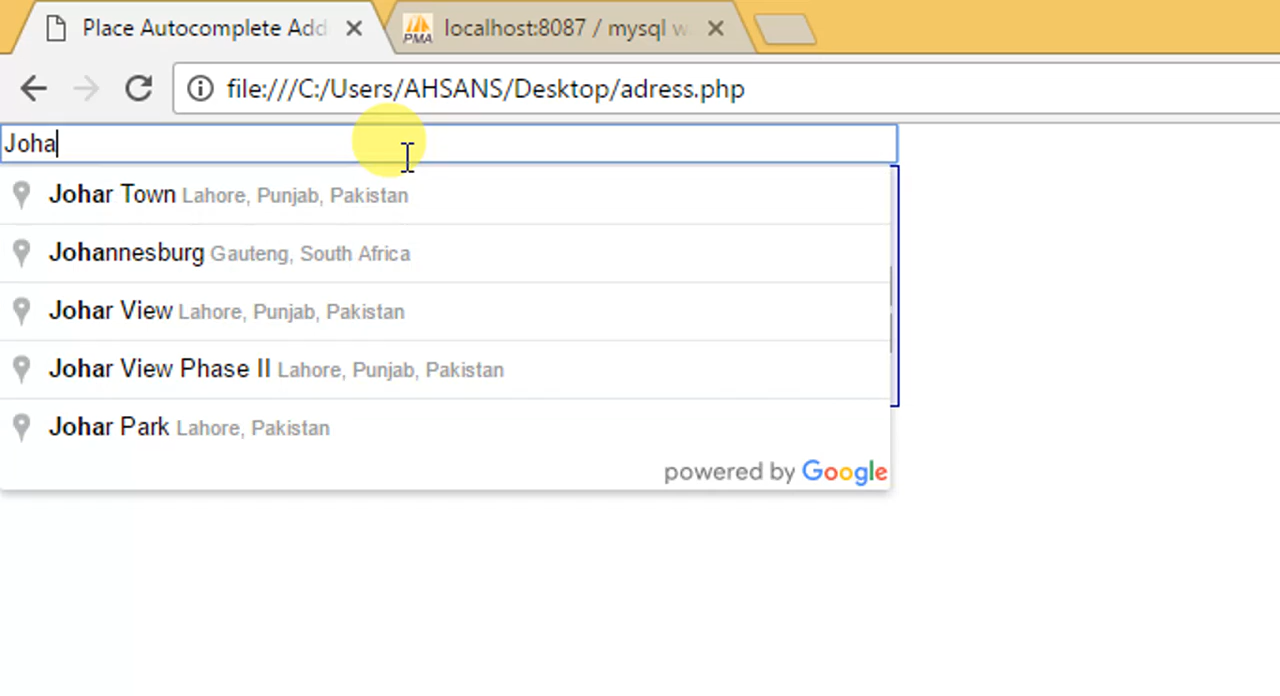 Place Autocomplete Add
localhost:8087 / mysql w
PMA
file:///C:/Users/AHSANS/Desktop/adress.php
Joha
Johar Town Lahore, Punjab, Pakistan
Johannesburg Gauteng, South Africa
Johar View Lahore, Punjab, Pakistan
Johar View Phase II Lahore, Punjab, Pakistan
Johar Park Lahore, Pakistan
powered by Google